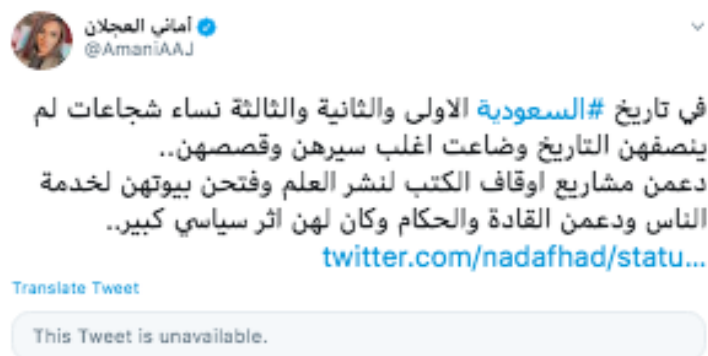 أماني العجلان
@AmaniAAJ
في تاريخ #السعودية الاولى والثانية والثالثة نساء شجاعات لم
ينصفهن التاريخ وضاعت اغلب سيرهن وقصصهن..
دعمن مشاريع اوقاف الكتب لنشر العلم وفتحن بيوتهن لخدمة
الناس ودعمن القادة والحكام وكان لهن اثر سياسي كبير..
twitter.com/nadafhad/statu...
Translate Tweet
This Tweet is unavailable.